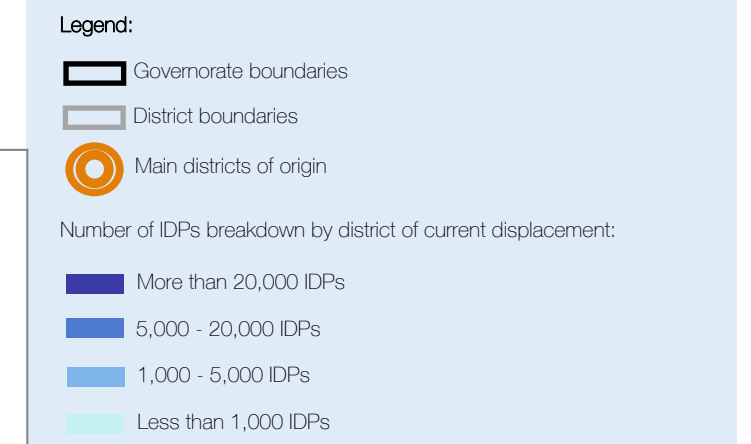 Legend:
Governorate boundaries
District boundaries
Main districts of origin
Number of IDPs breakdown by district of current displacement:
More than 20,000 IDPs
5,000 - 20,000 IDPs
1,000 - 5,000 IDPs
Less than 1,000 IDPs